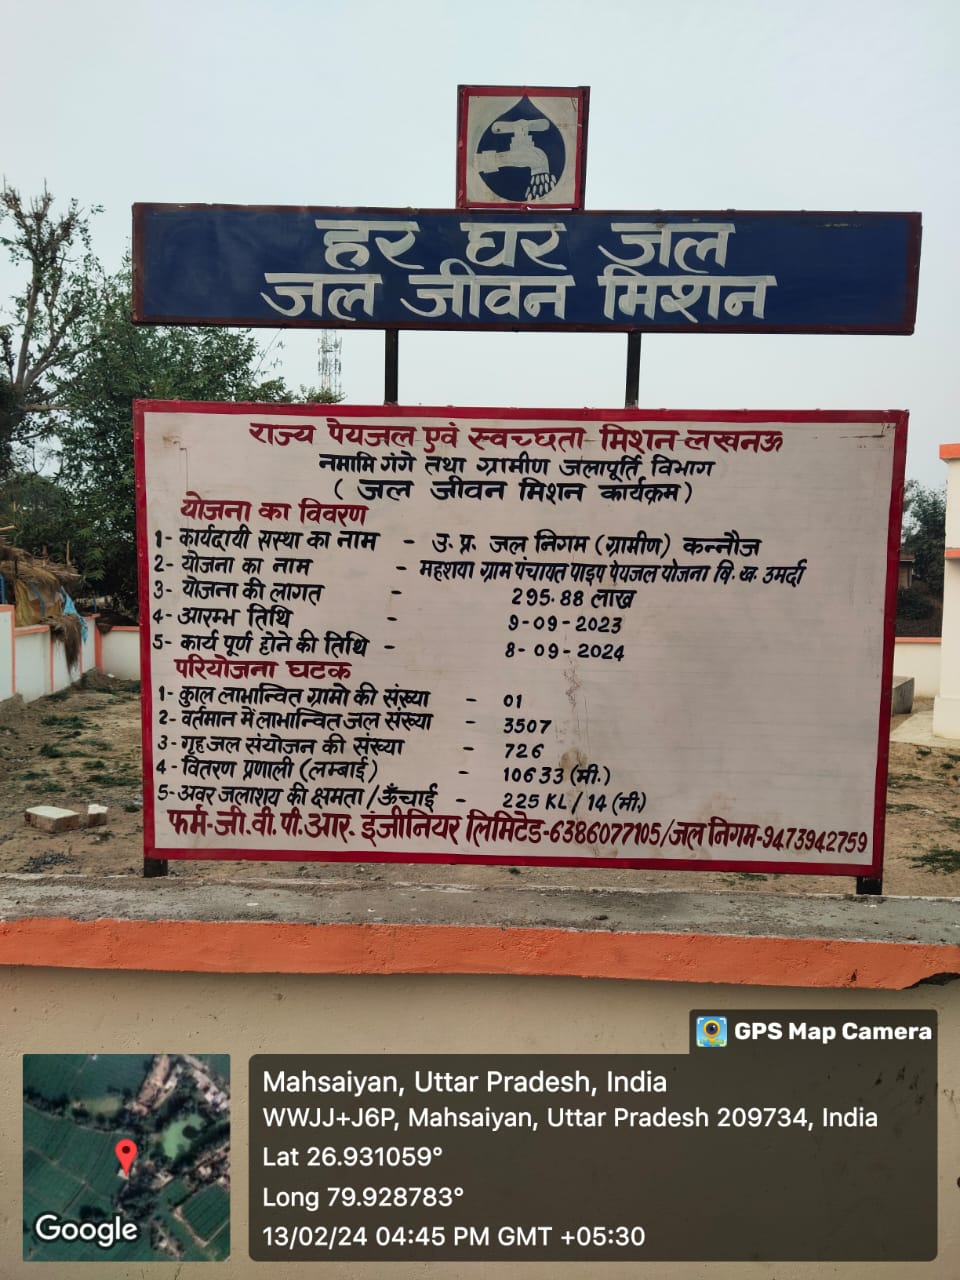 हर घर जल
जल जीवन मिशन
राज्य पेयजल एवं स्वच्छता मिशन लखनऊ
नमामि गंगे तथा ग्रामीण जलापूर्ति विभाग
( जल जीवन मिशन कार्यक्रम )
योजना का विवरण
1- कार्यदायी सस्था का नाम - उ. प्र. जल निगम (ग्रामीण) कन्नौज
2- योजना का नाम - महशया ग्राम पंचायत पाइप पेयजल योजना वि. ख. उमर्दा
3- योजना की लागत - 295.88 लाख
4- आरम्भ तिथि - 9-09-2023
5- कार्य पूर्ण होने की तिथि - 8-09-2024
परियोजना घटक
1- कुाल लाभान्वित ग्रामो की संख्या - 01
2- वर्तमान में लाभान्वित जल संख्या - 3507
3- गृह जल संयोजन की संख्या - 726
4- वितरण प्रणाली (लम्बाई) - 10633 (मी.)
5- अवर जलाशय की क्षमता / ऊँचाई - 225 KL / 14 (मी.)
फर्म-जी.वी.पी.आर. इंजीनियर लिमिटेड-6386077105/जल निगम-9473942759
GPS Map Camera
Mahsaiyan, Uttar Pradesh, India
WWJJ+J6P, Mahsaiyan, Uttar Pradesh 209734, India
Lat 26.931059°
Long 79.928783°
13/02/24 04:45 PM GMT +05:30
Google